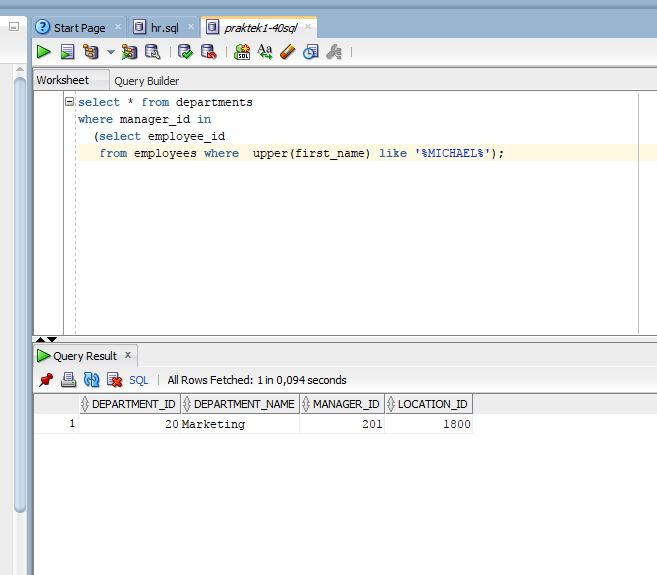 Start Page
hr.sql
praktek1-40sql
Worksheet
Query Builder
select * from departments
where manager_id in
(select employee_id
from employees where  upper(first_name) like '%MICHAEL%');
Query Result x
SQL
All Rows Fetched: 1 in 0,094 seconds
DEPARTMENT_ID DEPARTMENT_NAME MANAGER_ID LOCATION_ID
1 20 Marketing 201 1800